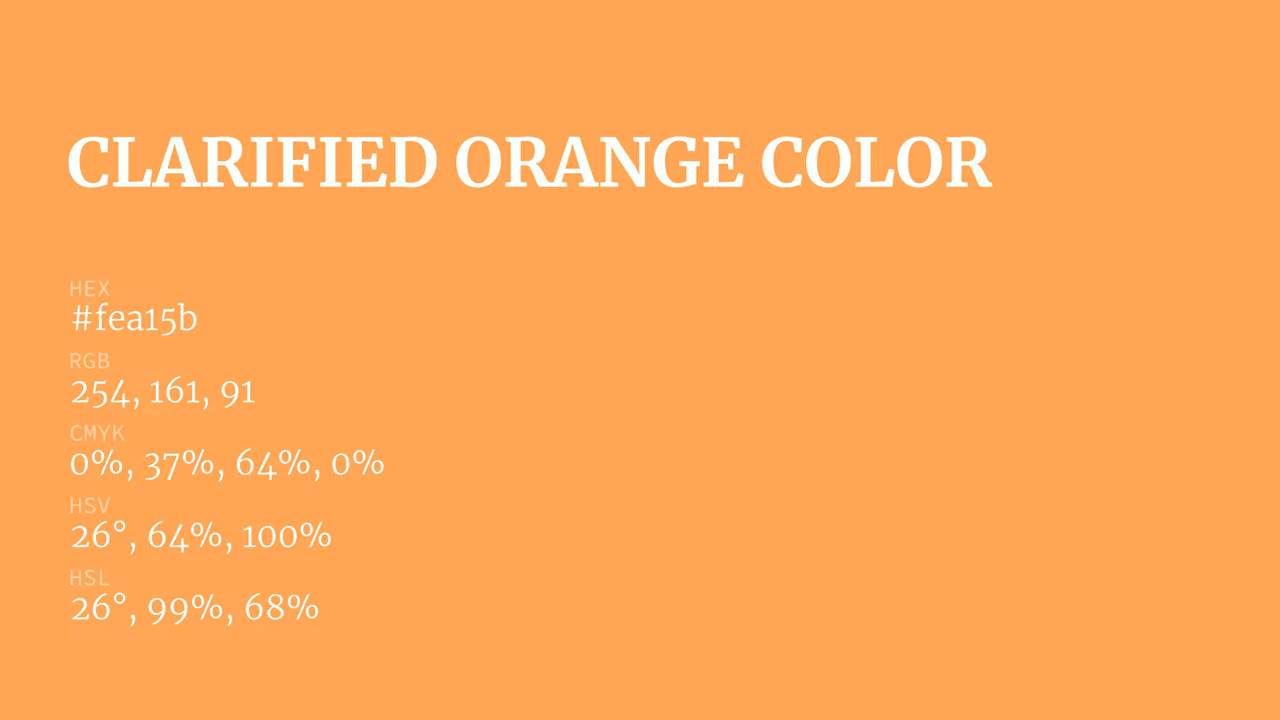 CLARIFIED ORANGE COLOR
HEX
#fea15b
RGB
254, 161, 91
CMYK
0%, 37%, 64%, 0%
HSV
26°, 64%, 100%
HSL
26°, 99%, 68%